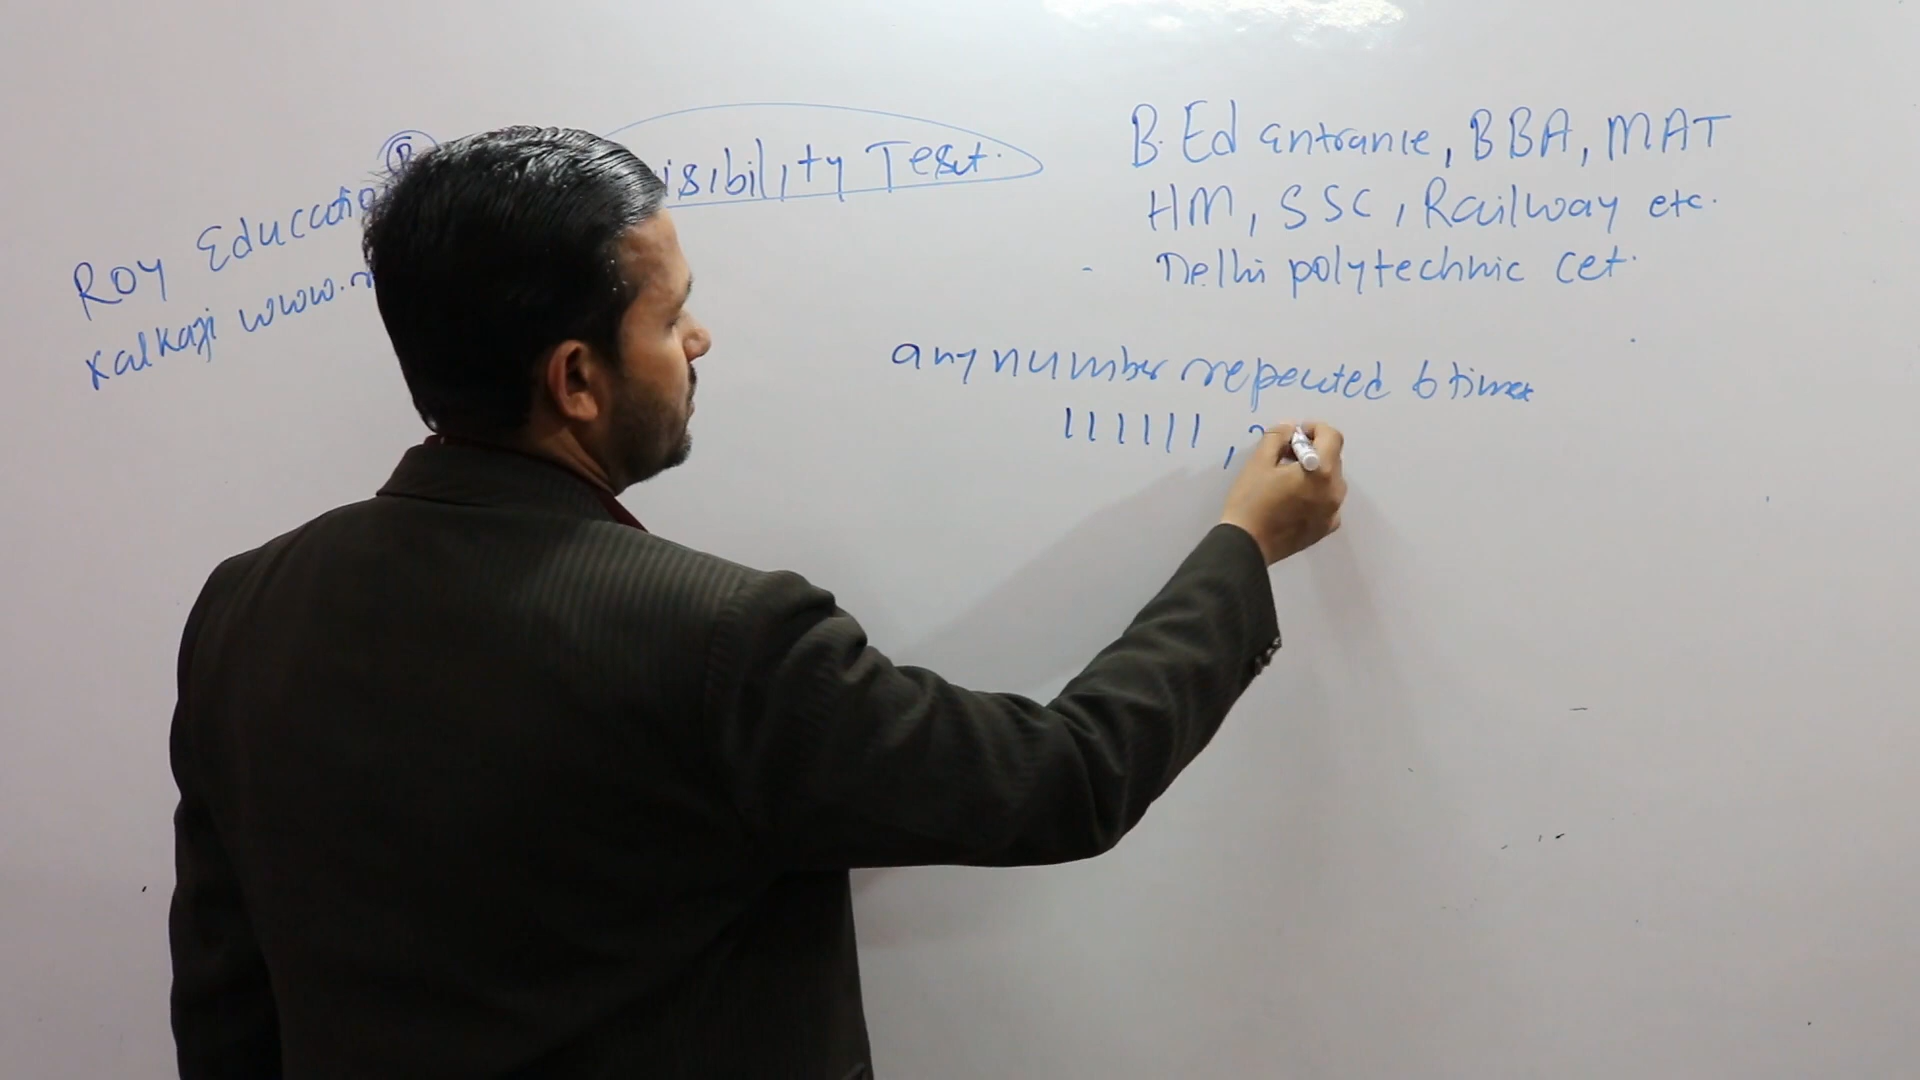 Roy Education
Kalkaji www.
R
isibility Test.
B.Ed entrance, BBA, MAT
HM, SSC, Railway etc.
Delhi polytechnic cet.
any number repeated 6 times
111111,